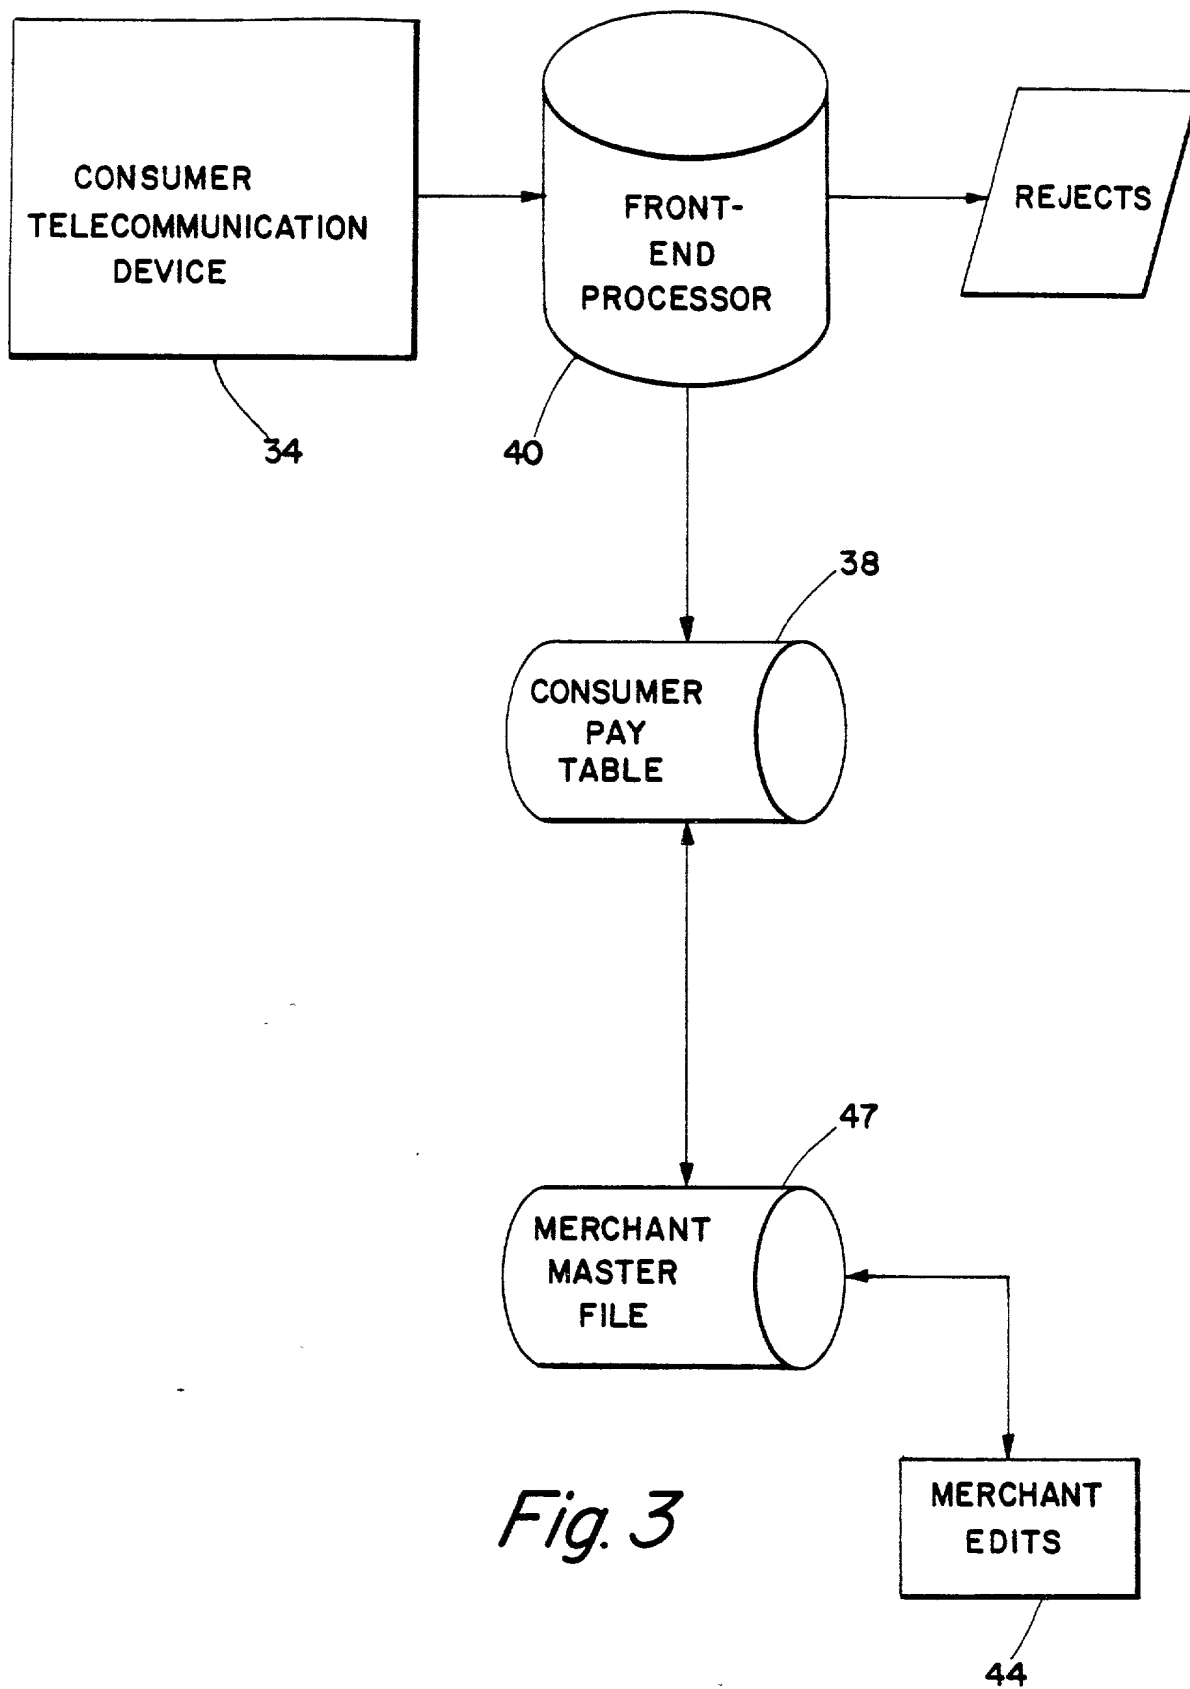 CONSUMER
TELECOMMUNICATION
DEVICE
34
FRONT-
END
PROCESSOR
40
REJECTS
38
CONSUMER
PAY
TABLE
47
MERCHANT
MASTER
FILE
MERCHANT
EDITS
44
Fig. 3